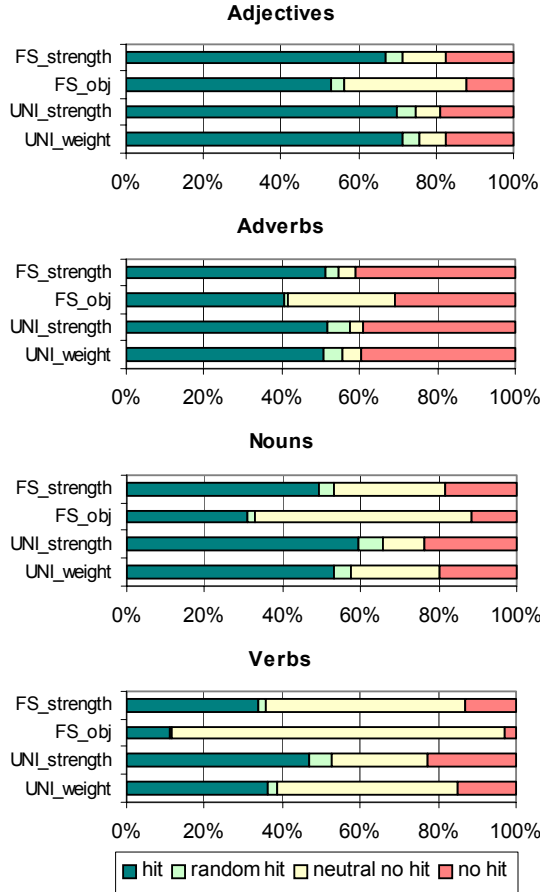 Adjectives
FS_strength
FS_obj
UNI_strength
UNI_weight
0% 20% 40% 60% 80% 100%
Adverbs
FS_strength
FS_obj
UNI_strength
UNI_weight
0% 20% 40% 60% 80% 100%
Nouns
FS_strength
FS_obj
UNI_strength
UNI_weight
0% 20% 40% 60% 80% 100%
Verbs
FS_strength
FS_obj
UNI_strength
UNI_weight
0% 20% 40% 60% 80% 100%
hit random hit neutral no hit no hit